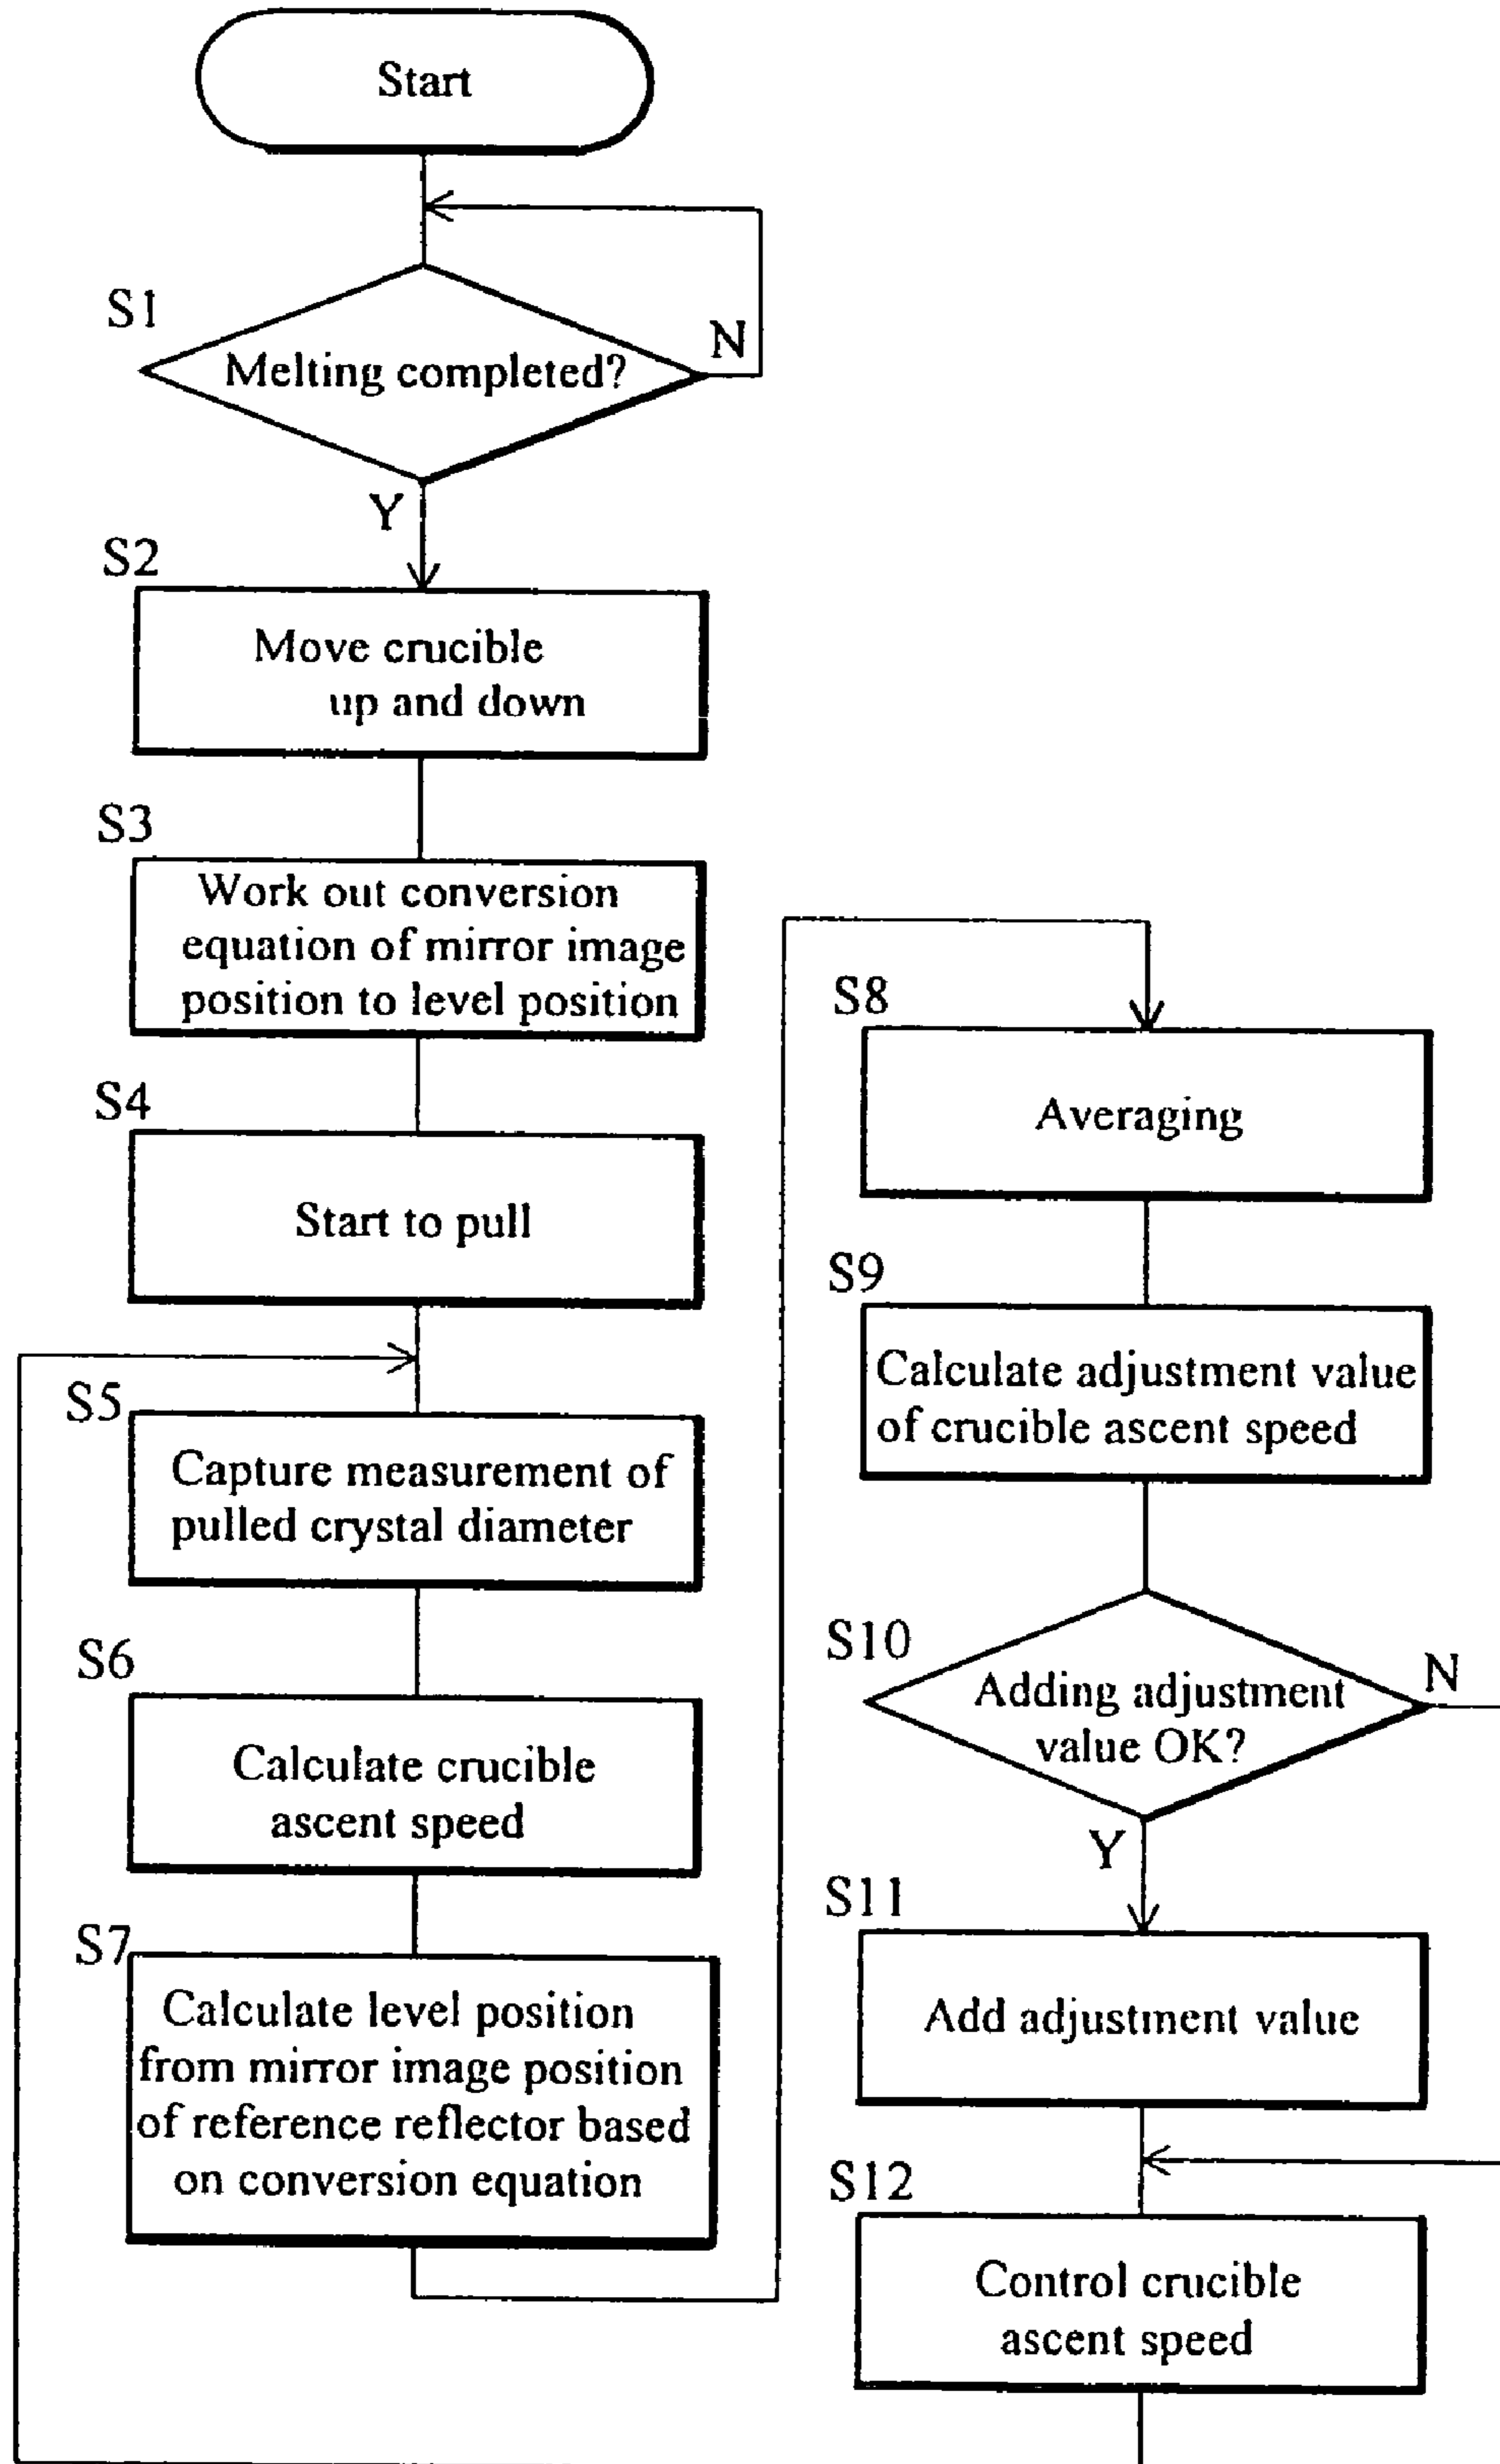 Start
S1
Melting completed?
N
Y
S2
Move crucible
up and down
S3
Work out conversion
equation of mirror image
position to level position
S4
Start to pull
S5
Capture measurement of
pulled crystal diameter
S6
Calculate crucible
ascent speed
S7
Calculate level position
from mirror image position
of reference reflector based
on conversion equation
S8
Averaging
S9
Calculate adjustment value
of crucible ascent speed
S10
Adding adjustment
value OK?
N
Y
S11
Add adjustment value
S12
Control crucible
ascent speed